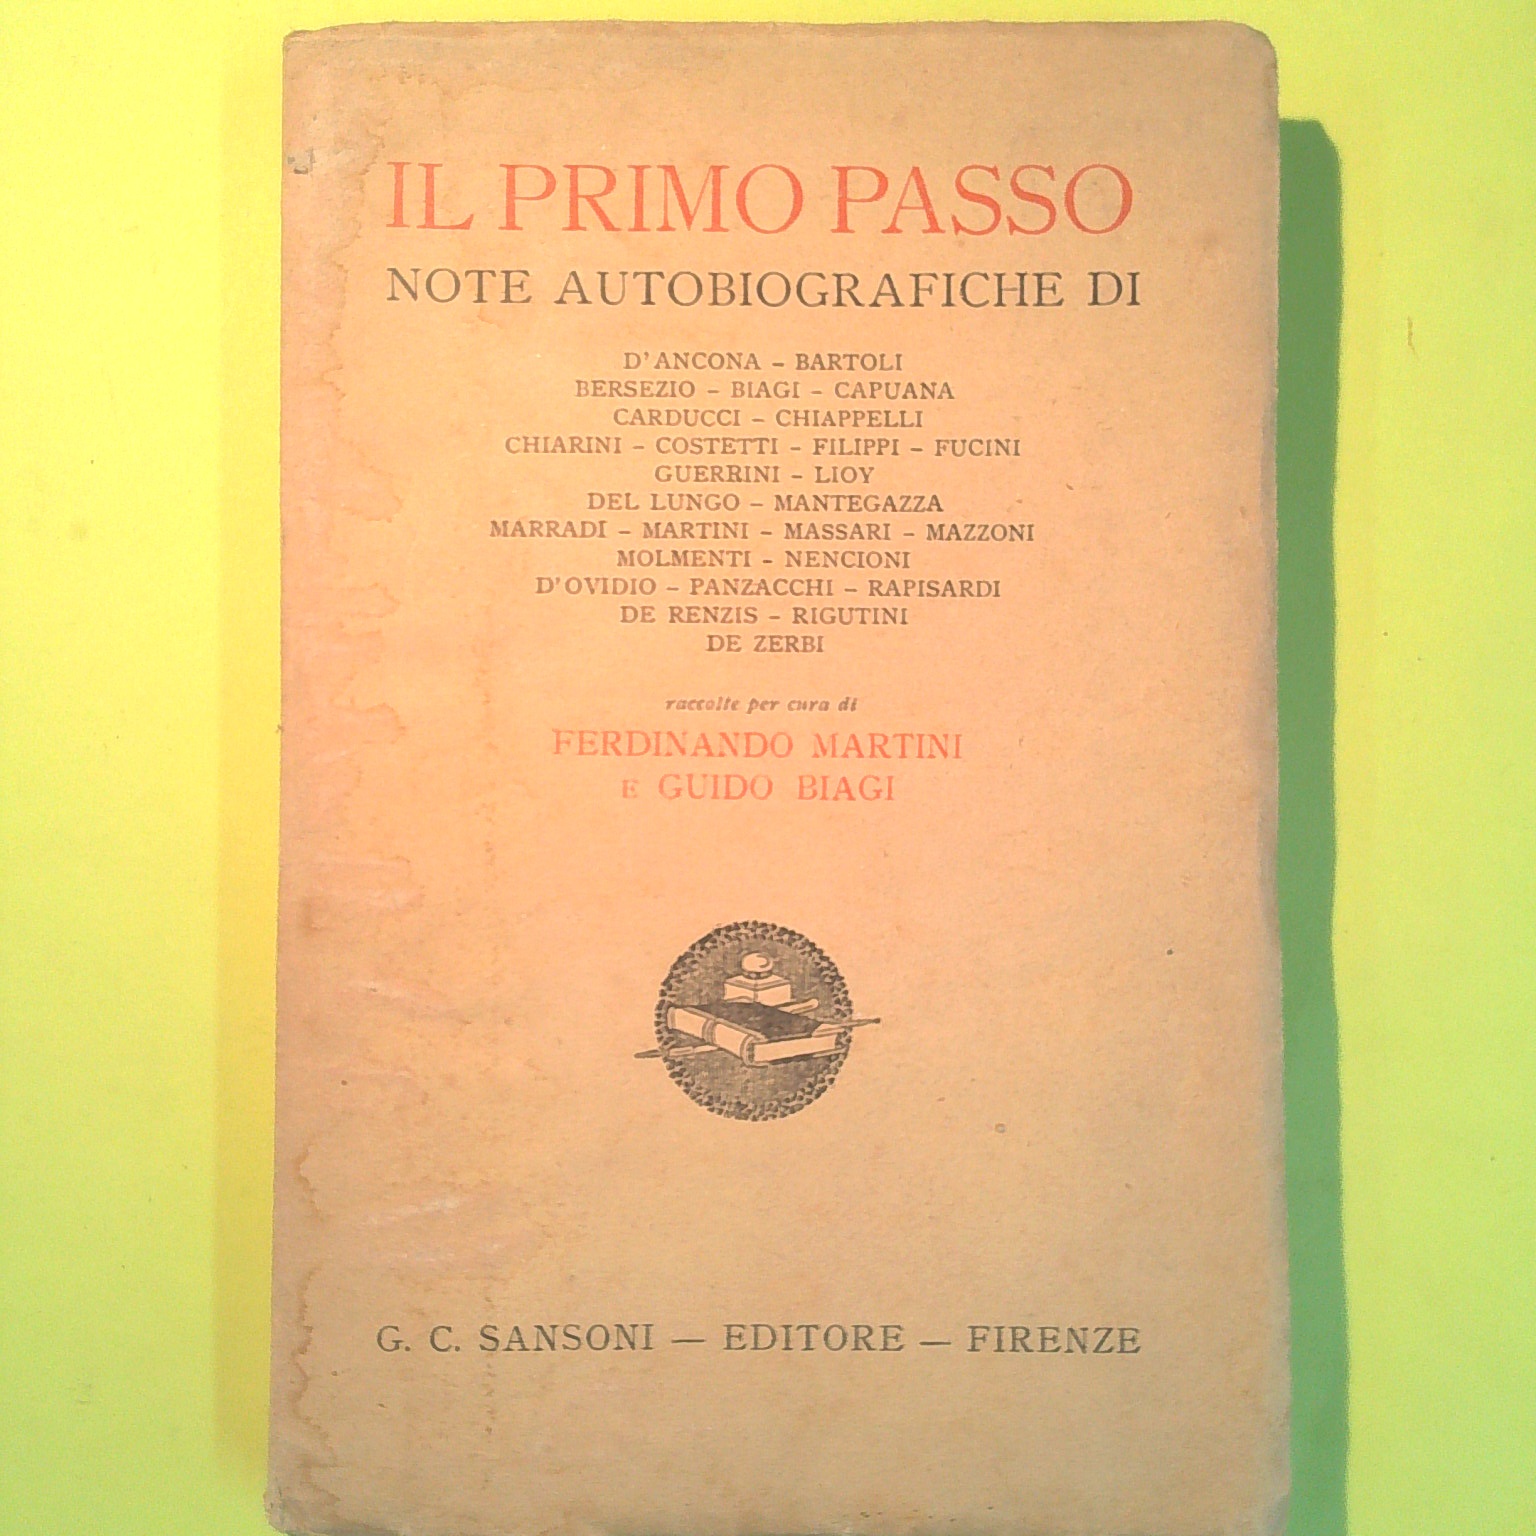 IL PRIMO PASSO
NOTE AUTOBIOGRAFICHE DI
D'ANCONA – BARTOLI
BERSEZIO – BIAGI – CAPUANA
CARDUCCI – CHIAPPELLI
CHIARINI – COSTETTI – FILIPPI – FUCINI
GUERRINI – LIOY
DEL LUNGO – MANTEGAZZA
MARRADI – MARTINI – MASSARI – MAZZONI
MOLMENTI – NENCIONI
D'OVIDIO – PANZACCHI – RAPISARDI
DE RENZIS – RIGUTINI
DE ZERBI
raccolte per cura di
FERDINANDO MARTINI
E GUIDO BIAGI
G. C. SANSONI — EDITORE — FIRENZE